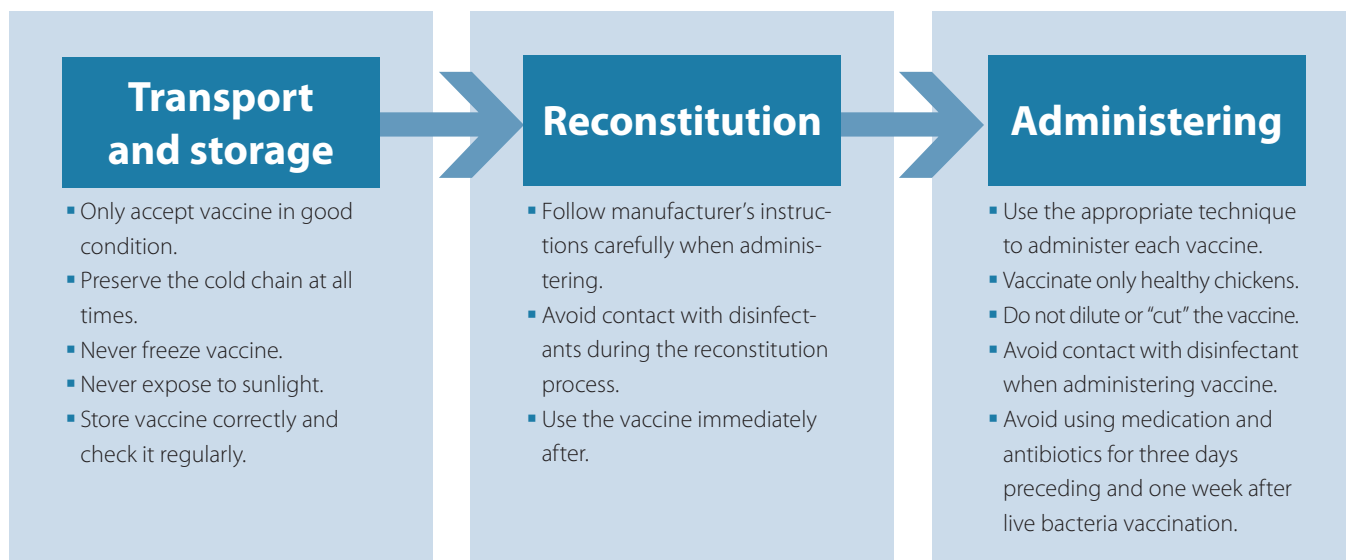 Transport
and storage
▪ Only accept vaccine in good
condition.
▪ Preserve the cold chain at all
times.
▪ Never freeze vaccine.
▪ Never expose to sunlight.
▪ Store vaccine correctly and
check it regularly.
Reconstitution
▪ Follow manufacturer’s instruc-
tions carefully when adminis-
tering.
▪ Avoid contact with disinfect-
ants during the reconstitution
process.
▪ Use the vaccine immediately
after.
Administering
▪ Use the appropriate technique
to administer each vaccine.
▪ Vaccinate only healthy chickens.
▪ Do not dilute or “cut” the vaccine.
▪ Avoid contact with disinfectant
when administering vaccine.
▪ Avoid using medication and
antibiotics for three days
preceding and one week after
live bacteria vaccination.